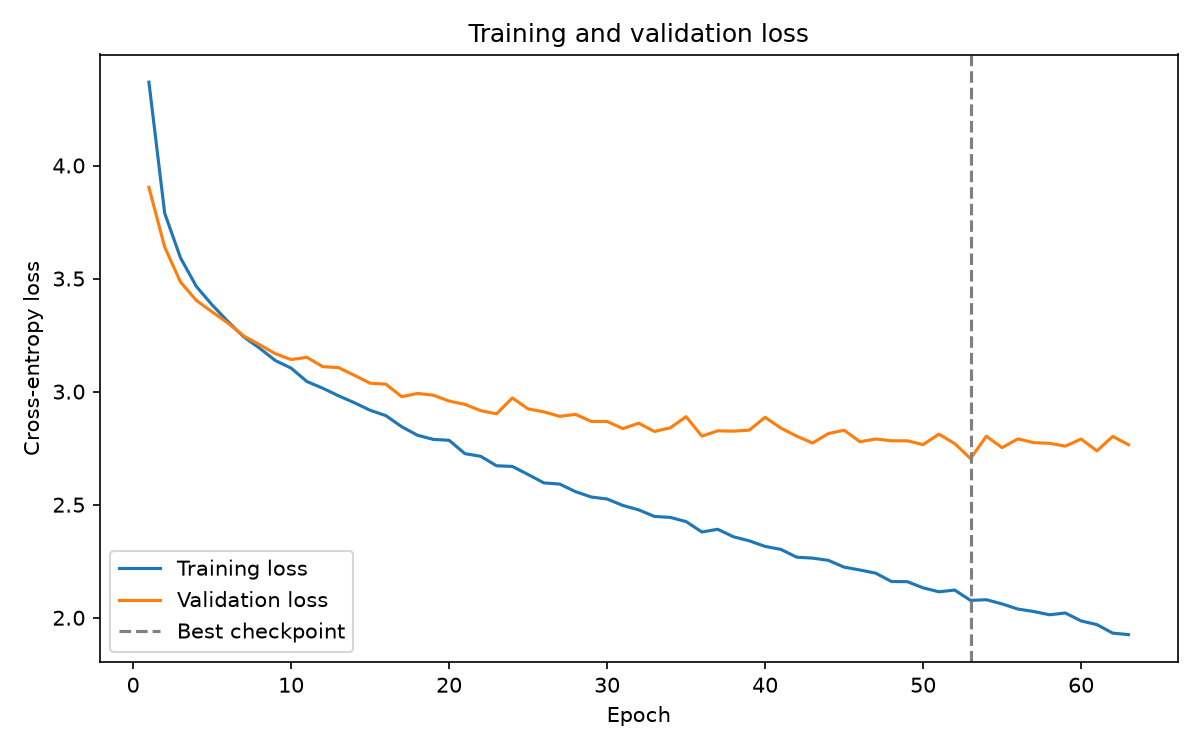 Training and validation loss
Cross-entropy loss
4.0
3.5
3.0
2.5
2.0
Training loss
Validation loss
Best checkpoint
0 10 20 30 40 50 60
Epoch